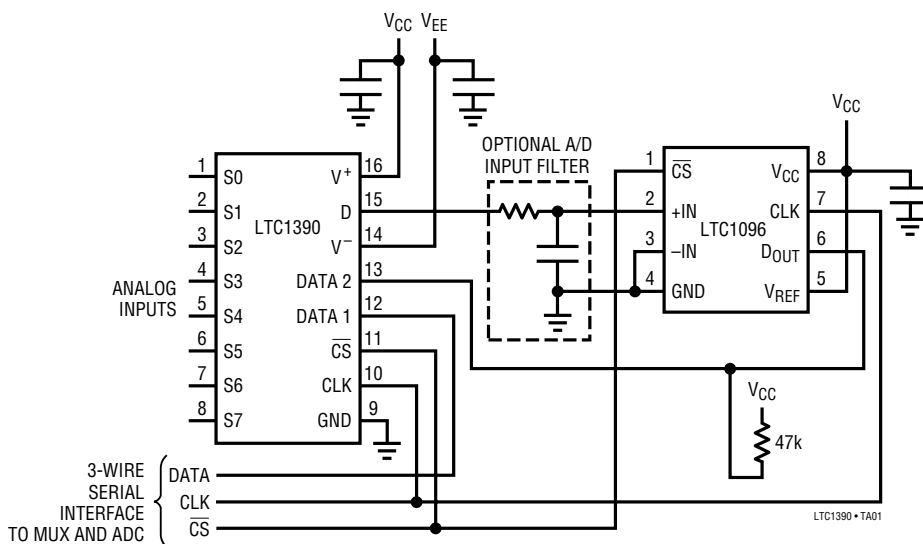 VCC
VEE
OPTIONAL A/D
INPUT FILTER
VCC
ANALOG
INPUTS
1
2
3
4
5
6
7
8
S0
S1
S2
S3
S4
S5
S6
S7
LTC1390
V+
D
V−
DATA 2
DATA 1
CS
CLK
GND
16
15
14
13
12
11
10
9
1
2
3
4
CS
+IN
−IN
GND
LTC1096
VCC
CLK
DOUT
VREF
8
7
6
5
VCC
47k
3-WIRE
SERIAL
INTERFACE
TO MUX AND ADC
DATA
CLK
CS
LTC1390 • TA01